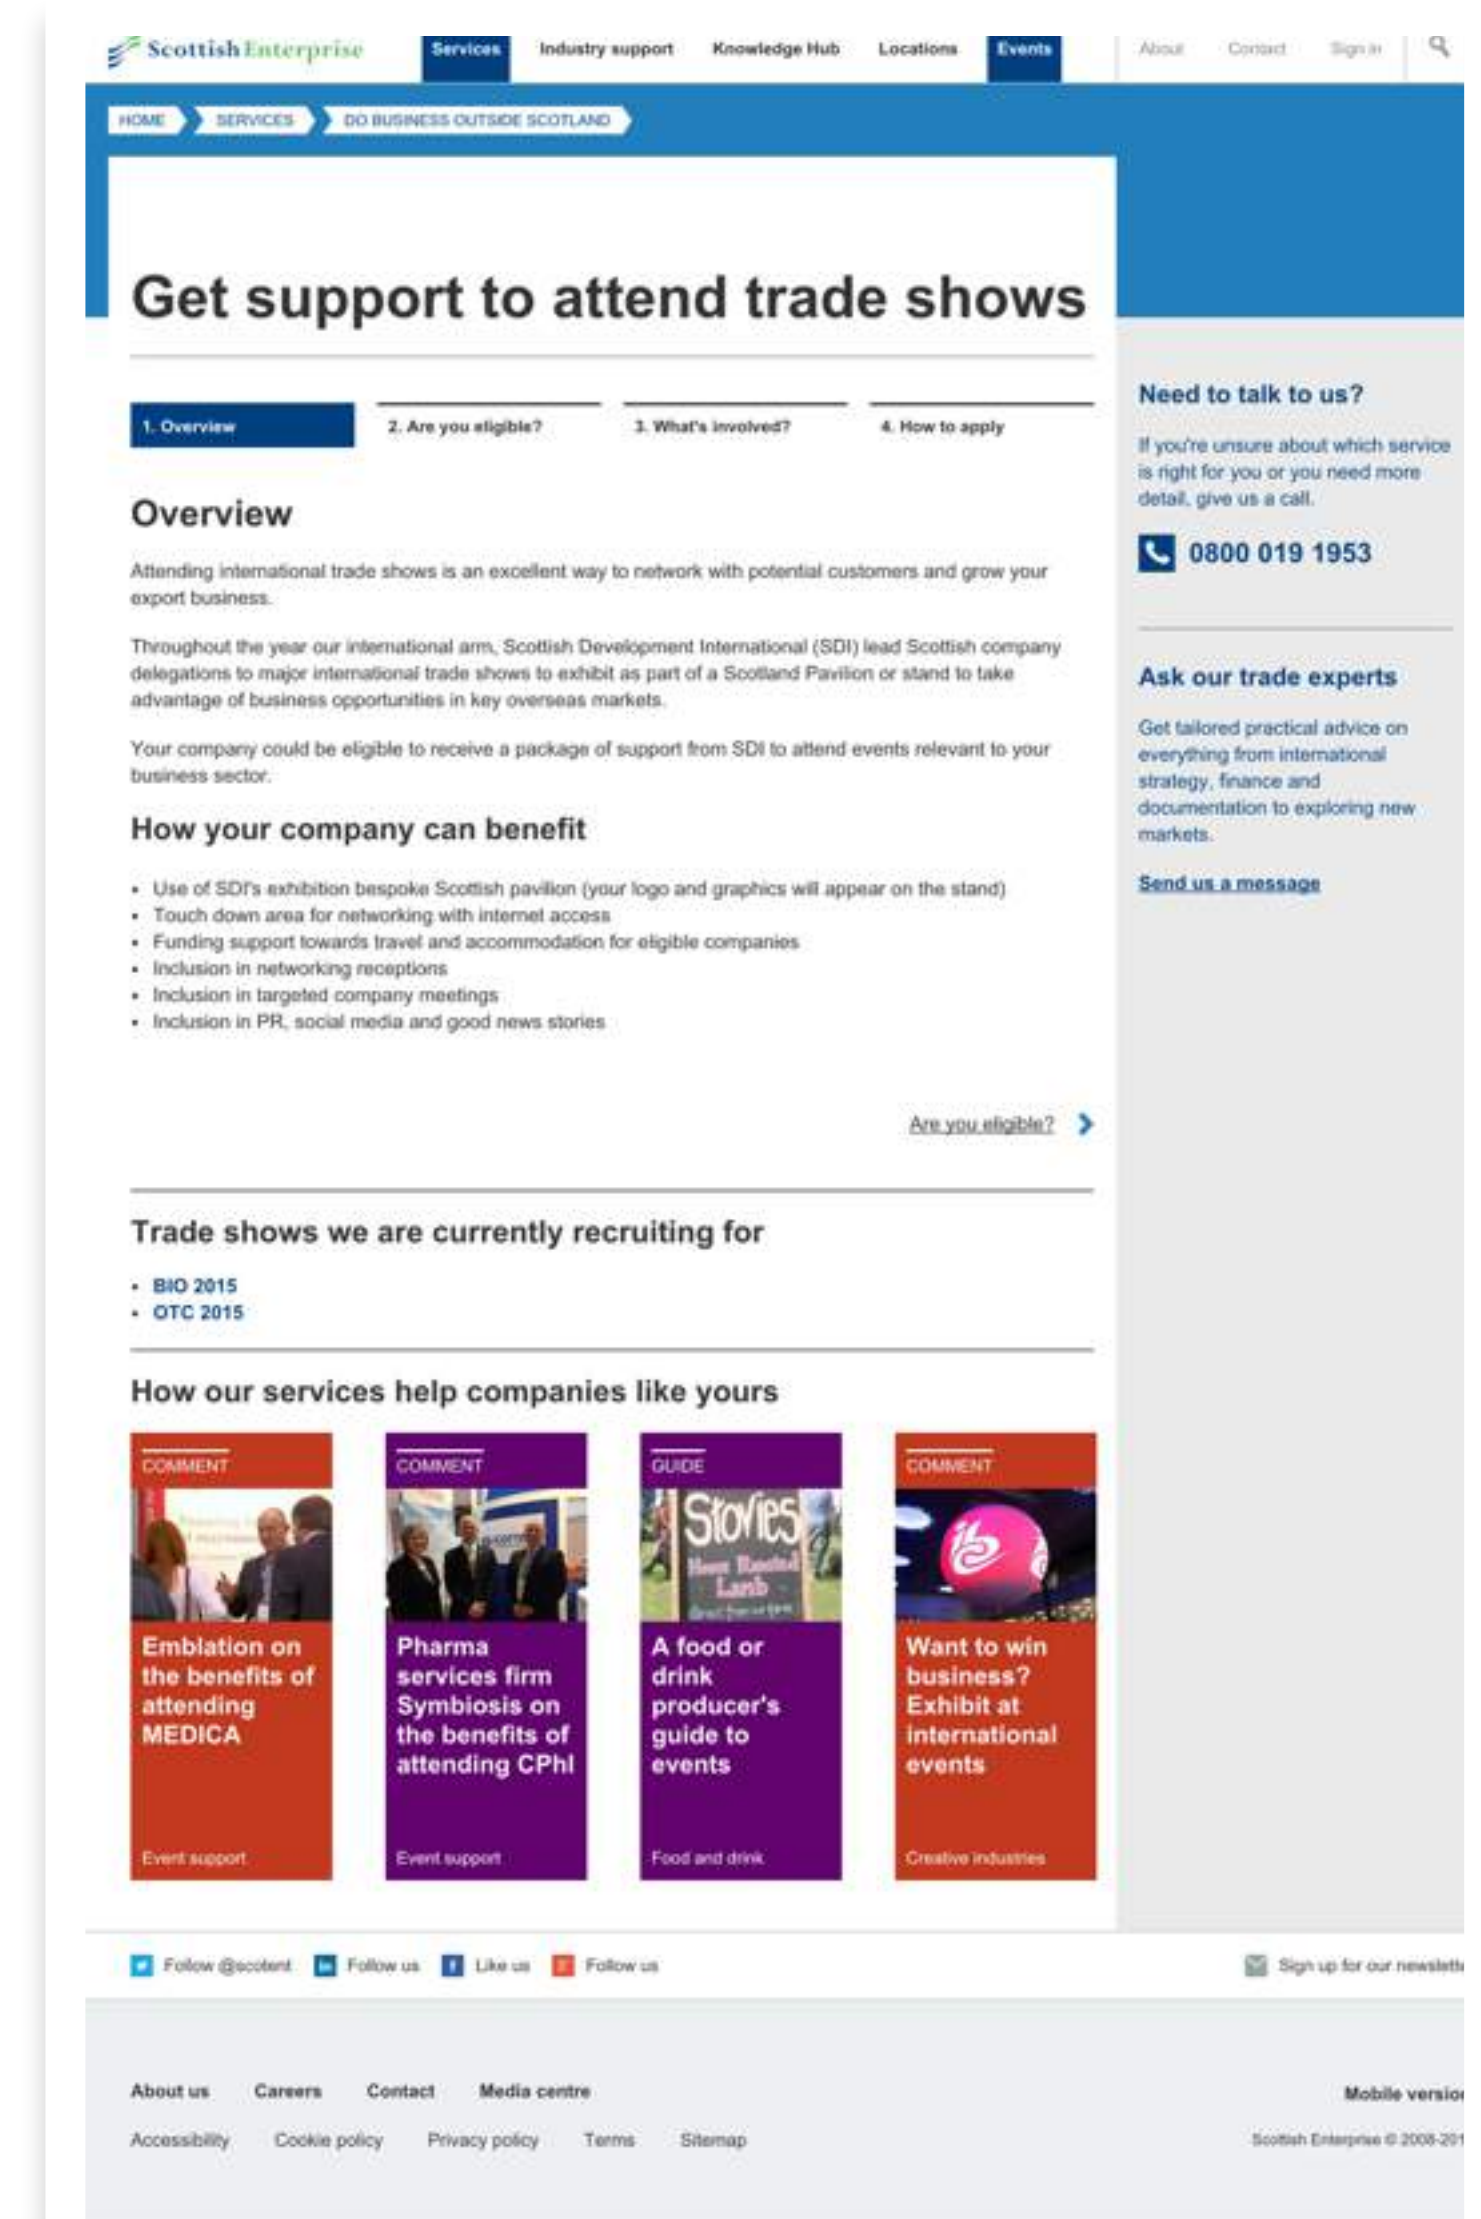 Scottish Enterprise
Services
Industry support
Knowledge Hub
Locations
Events
About
Contact
Sign in
HOME
SERVICES
DO BUSINESS OUTSIDE SCOTLAND
Get support to attend trade shows
1. Overview
2. Are you eligible?
3. What's involved?
4. How to apply
Overview
Attending international trade shows is an excellent way to network with potential customers and grow your
export business.
Throughout the year our international arm, Scottish Development International (SDI) lead Scottish company
delegations to major international trade shows to exhibit as part of a Scotland Pavilion or stand to take
advantage of business opportunities in key overseas markets.
Your company could be eligible to receive a package of support from SDI to attend events relevant to your
business sector.
How your company can benefit
• Use of SDI's exhibition bespoke Scottish pavilion (your logo and graphics will appear on the stand)
• Touch down area for networking with internet access
• Funding support towards travel and accommodation for eligible companies
• Inclusion in networking receptions
• Inclusion in targeted company meetings
• Inclusion in PR, social media and good news stories
Are you eligible?
Need to talk to us?
If you're unsure about which service
is right for you or you need more
detail, give us a call.
0800 019 1953
Ask our trade experts
Get tailored practical advice on
everything from international
strategy, finance and
documentation to exploring new
markets.
Send us a message
Trade shows we are currently recruiting for
• BIO 2015
• OTC 2015
How our services help companies like yours
COMMENT
Emblation on
the benefits of
attending
MEDICA
Event support
COMMENT
Pharma
services firm
Symbiosis on
the benefits of
attending CPhI
Event support
GUIDE
Stovies
Lamb
A food or
drink
producer's
guide to
events
Food and drink
COMMENT
Want to win
business?
Exhibit at
international
events
Creative industries
Follow @scotent
Follow us
Like us
Follow us
Sign up for our newslette
About us
Careers
Contact
Media centre
Mobile version
Accessibility
Cookie policy
Privacy policy
Terms
Sitemap
Scottish Enterprise © 2008-201